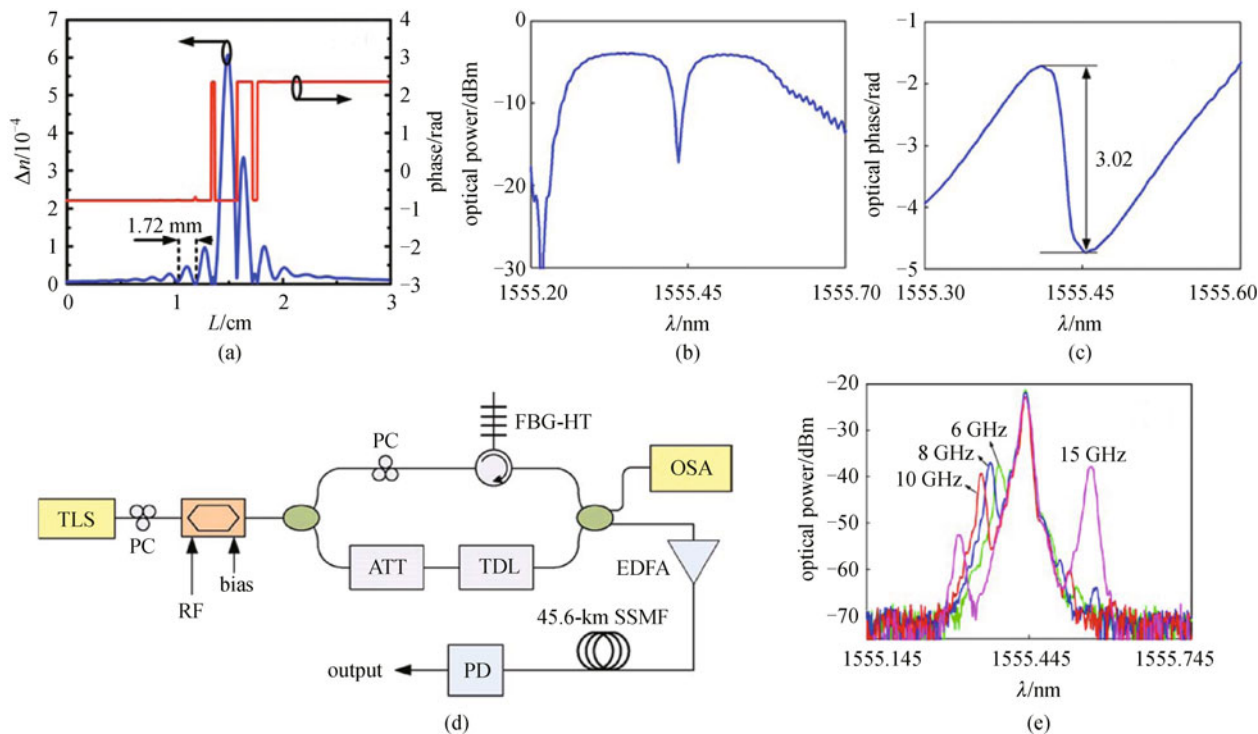 7
6
5
4
3
2
1
0
Δn/10⁻⁴
4
3
2
1
0
−1
−2
−3
phase/rad
1.72 mm
0
1
2
3
L/cm
(a)
0
−10
−20
−30
optical power/dBm
1555.20
1555.45
1555.70
λ/nm
(b)
−1
−2
−3
−4
−5
optical phase/rad
3.02
1555.30
1555.45
1555.60
λ/nm
(c)
TLS
PC
RF
bias
PC
FBG-HT
ATT
TDL
OSA
EDFA
45.6-km SSMF
PD
output
(d)
−20
−30
−40
−50
−60
−70
optical power/dBm
6 GHz
8 GHz
10 GHz
15 GHz
1555.145
1555.445
1555.745
λ/nm
(e)